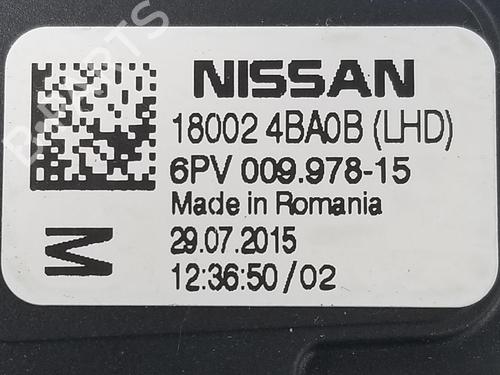 NISSAN
18002 4BA0B (LHD)
6PV 009.978-15
Made in Romania
29.07.2015
12:36:50/02
M